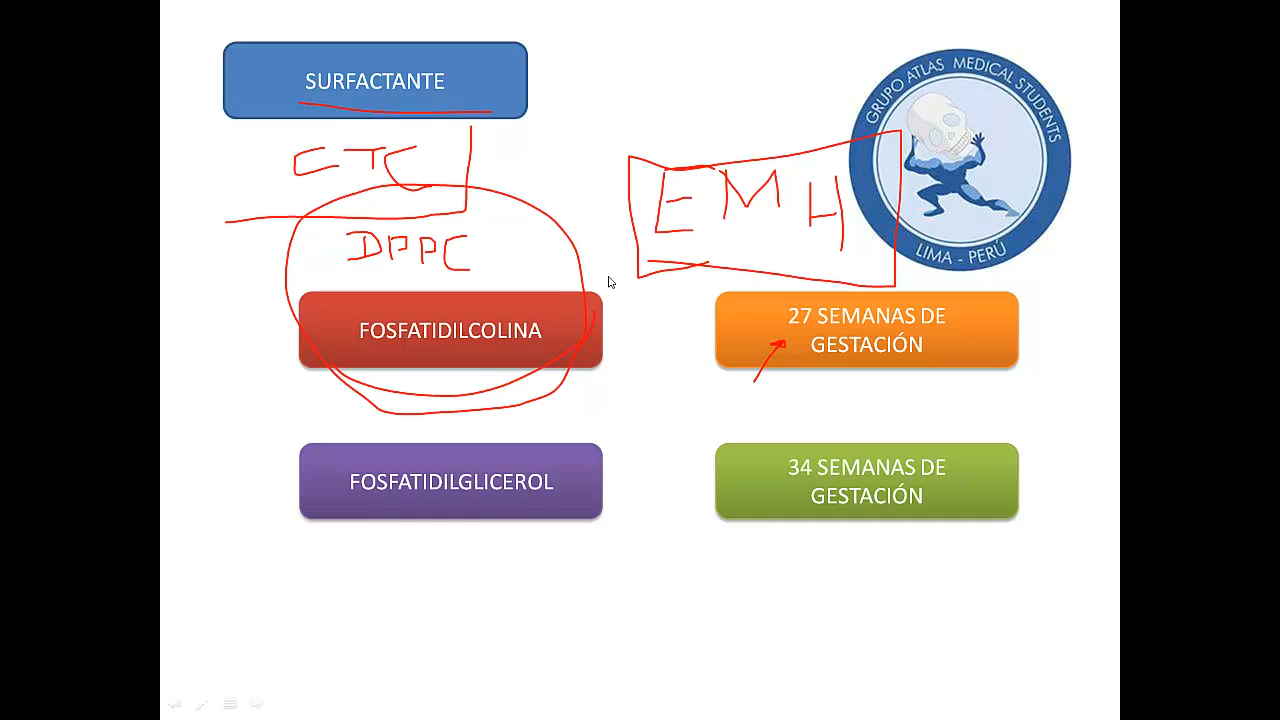 SURFACTANTE
GRUPO ATLAS MEDICAL STUDENTS
LIMA - PERÚ
CTC
EMH
DPPC
FOSFATIDILCOLINA
27 SEMANAS DE
GESTACIÓN
FOSFATIDILGLICEROL
34 SEMANAS DE
GESTACIÓN